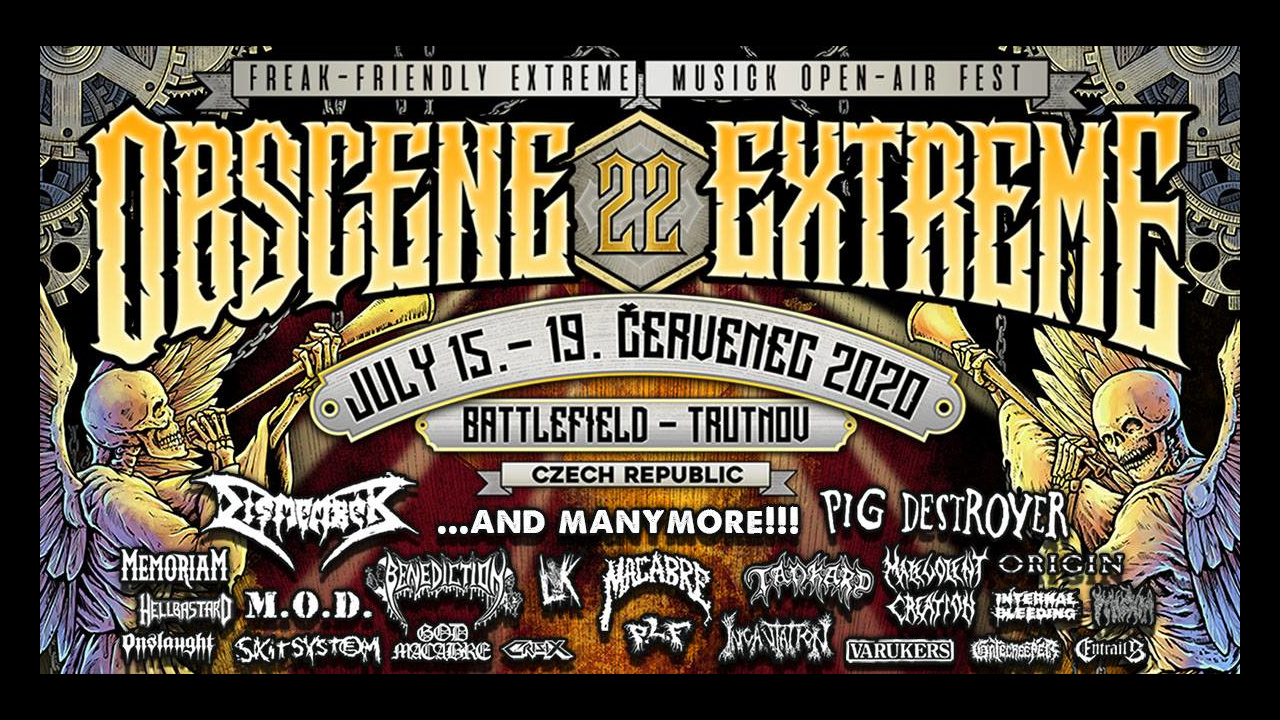 FREAK-FRIENDLY EXTREME MUSICK OPEN-AIR FEST
OBSCENE 22 EXTREME
JULY 15. - 19. ČERVENEC 2020
BATTLEFIELD - TRUTNOV
CZECH REPUBLIC
DISMEMBER ...AND MANYMORE!!! PIG DESTROYER
MEMORIAM BENEDICTION MACABRE TANKARD MALEVOLENT CREATION ORIGIN
HELLBASTARD M.O.D. PLF INCANTATION INTERNAL BLEEDING
Onslaught SKITSYSTEM GOD MACABRE VARUKERS GATECREEPER Entrails